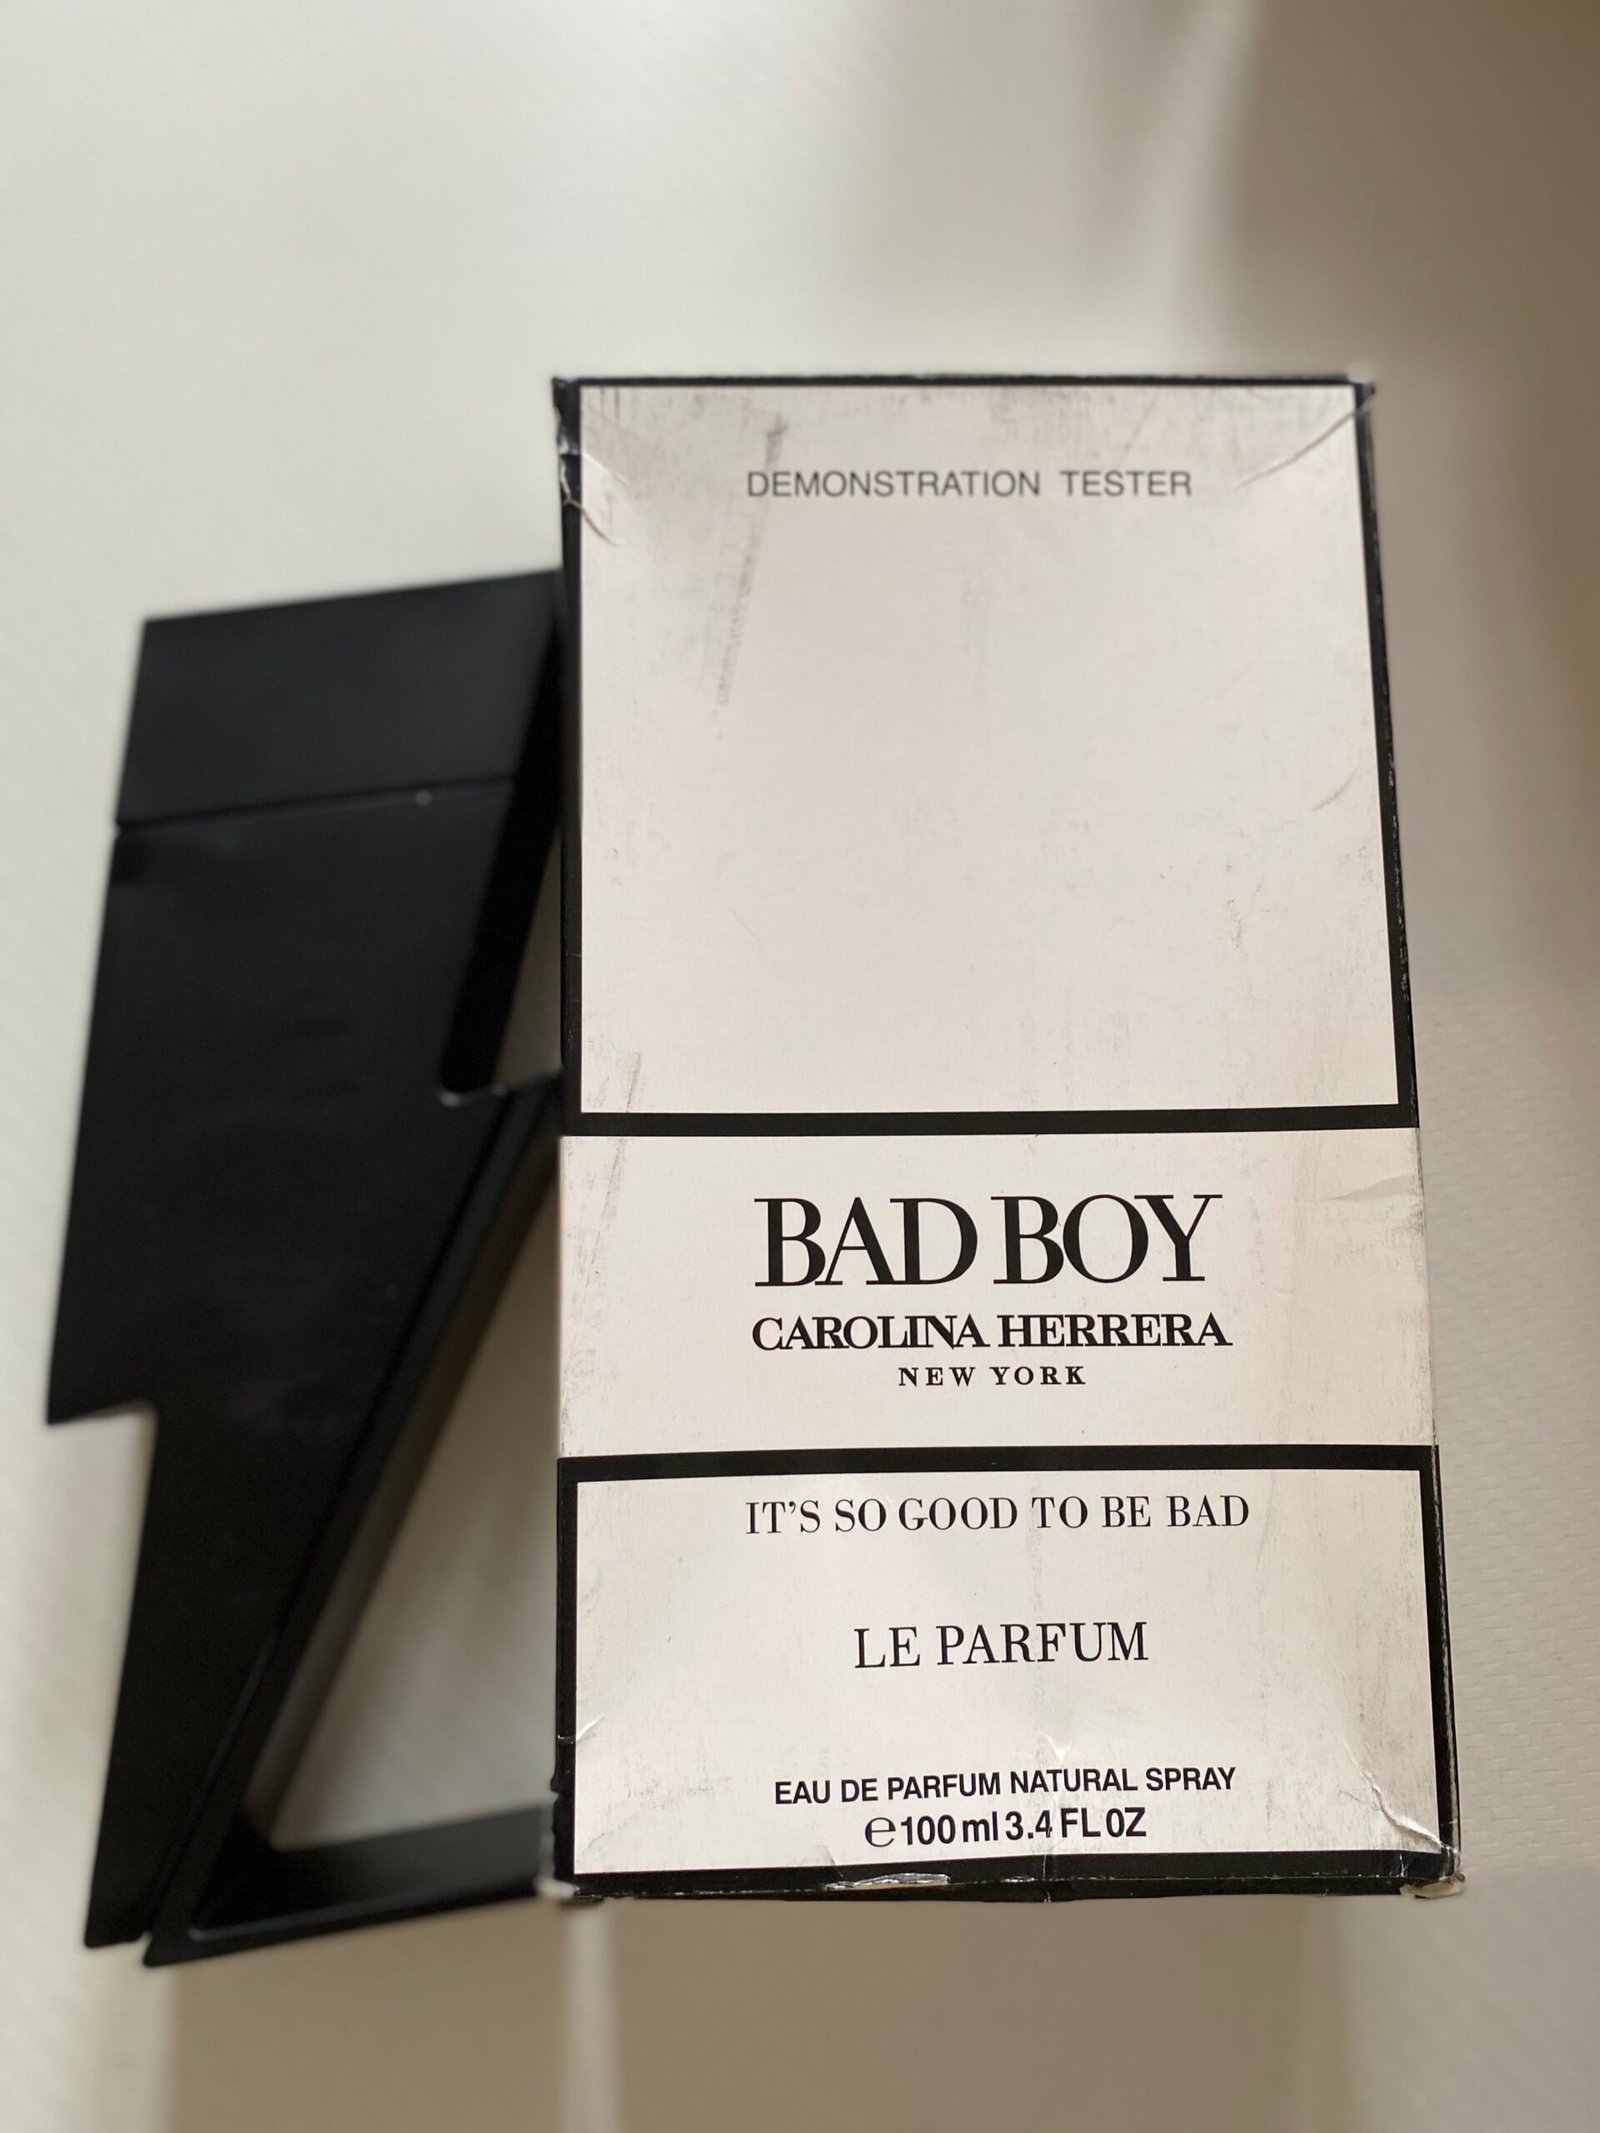 DEMONSTRATION TESTER
BAD BOY
CAROLINA HERRERA
NEW YORK
IT'S SO GOOD TO BE BAD
LE PARFUM
EAU DE PARFUM NATURAL SPRAY
℮ 100 ml 3.4 FL OZ